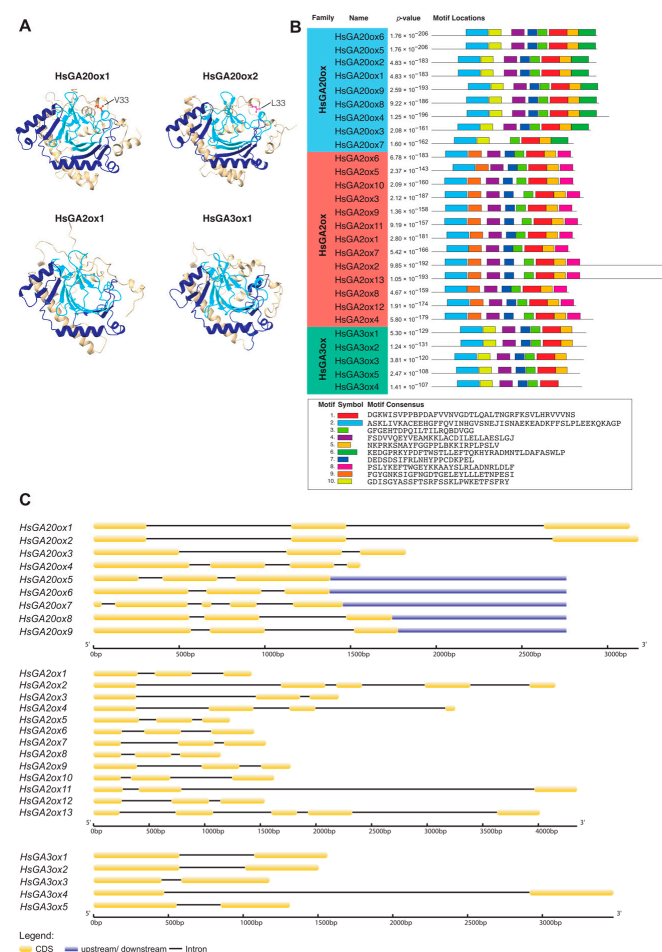 A
HsGA20ox1
HsGA20ox2
V33
L33
HsGA2ox1
HsGA3ox1
B
Family Name p-value Motif Locations
HsGA20ox
HsGA20ox6 1.76 × 10−206
HsGA20ox5 1.76 × 10−206
HsGA20ox2 4.83 × 10−183
HsGA20ox1 4.83 × 10−183
HsGA20ox9 2.59 × 10−193
HsGA20ox8 9.22 × 10−186
HsGA20ox4 1.25 × 10−196
HsGA20ox3 2.08 × 10−161
HsGA20ox7 1.60 × 10−162
HsGA2ox
HsGA2ox6 6.78 × 10−183
HsGA2ox5 2.37 × 10−143
HsGA2ox10 2.09 × 10−160
HsGA2ox3 2.12 × 10−187
HsGA2ox9 1.36 × 10−158
HsGA2ox11 9.19 × 10−157
HsGA2ox1 2.80 × 10−181
HsGA2ox7 5.42 × 10−166
HsGA2ox2 9.85 × 10−192
HsGA2ox13 1.05 × 10−193
HsGA2ox8 4.67 × 10−159
HsGA2ox12 1.91 × 10−174
HsGA2ox4 5.80 × 10−179
HsGA3ox
HsGA3ox1 5.30 × 10−129
HsGA3ox2 1.24 × 10−131
HsGA3ox3 3.81 × 10−120
HsGA3ox5 2.47 × 10−108
HsGA3ox4 1.41 × 10−107
Motif Symbol Motif Consensus
1. DGKWISVPPBPDAFVVNVGDTLQALTNGRFKSVLHRVVVNS
2. ASKLIVKACEEHGFFQVINHGVSNEJISNAEKEADKFFSLPLEEKQKAGP
3. GFGEHTDPQILTILRQBDVGG
4. FSDVVQEYVEAMKKLACDILELLAESLGJ
5. NKPRKSMAYFGGPPLBKKIRPLPSLV
6. KEDGPRKYPDFTWSTLLEFTQKHYRADMNTLDAFASWLP
7. DEDSDSIFRLNHYPPCDKPEL
8. PSLYKEFTWGEYKKAAYSLRLADNRLDLF
9. FGYGNKSIGFNGDTGELEYLLLETNPESI
10. GDISGYASSFTSRFSSKLPWKETFSFRY
C
HsGA20ox1
HsGA20ox2
HsGA20ox3
HsGA20ox4
HsGA20ox5
HsGA20ox6
HsGA20ox7
HsGA20ox8
HsGA20ox9
5' 3'
0bp 500bp 1000bp 1500bp 2000bp 2500bp 3000bp
HsGA2ox1
HsGA2ox2
HsGA2ox3
HsGA2ox4
HsGA2ox5
HsGA2ox6
HsGA2ox7
HsGA2ox8
HsGA2ox9
HsGA2ox10
HsGA2ox11
HsGA2ox12
HsGA2ox13
5' 3'
0bp 500bp 1000bp 1500bp 2000bp 2500bp 3000bp 3500bp 4000bp
HsGA3ox1
HsGA3ox2
HsGA3ox3
HsGA3ox4
HsGA3ox5
5' 3'
0bp 500bp 1000bp 1500bp 2000bp 2500bp 3000bp
Legend:
CDS upstream/ downstream Intron